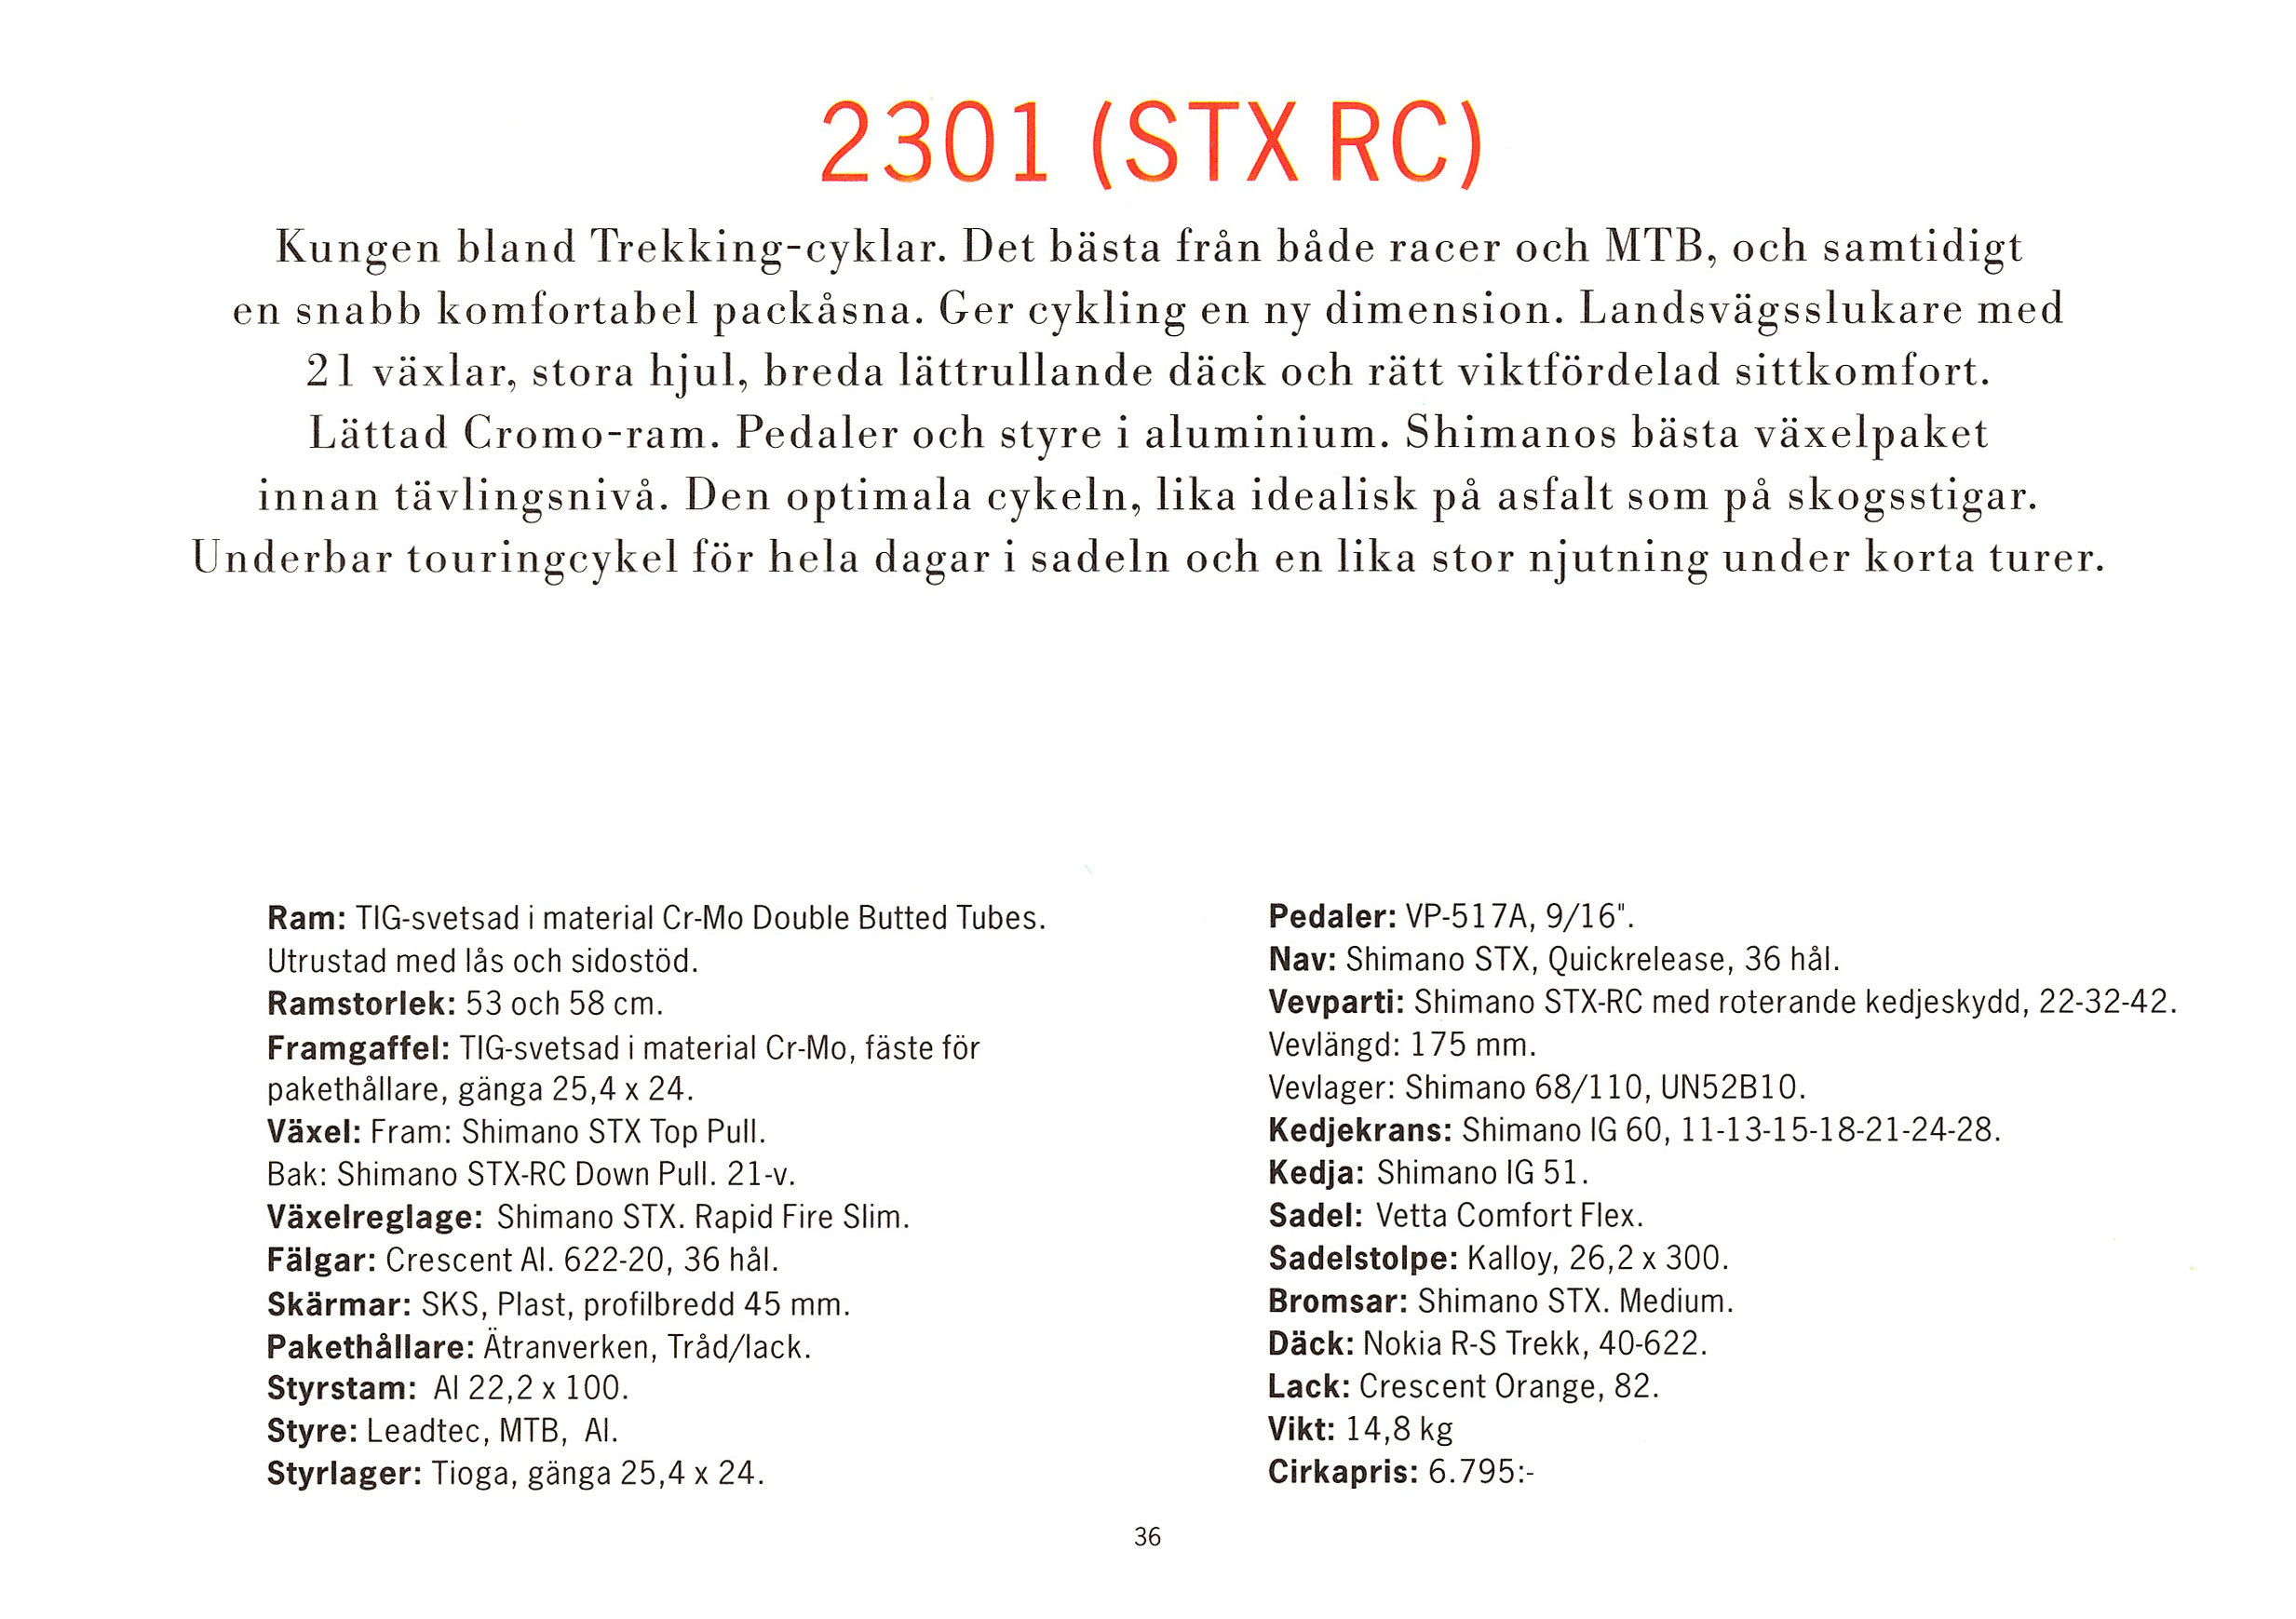 2301 (STX RC)
Kungen bland Trekking-cyklar. Det bästa från både racer och MTB, och samtidigt
en snabb komfortabel packåsna. Ger cykling en ny dimension. Landsvägsslukare med
21 växlar, stora hjul, breda lättrullande däck och rätt viktfördelad sittkomfort.
Lättad Cromo-ram. Pedaler och styre i aluminium. Shimanos bästa växelpaket
innan tävlingsnivå. Den optimala cykeln, lika idealisk på asfalt som på skogsstigar.
Underbar touringcykel för hela dagar i sadeln och en lika stor njutning under korta turer.
Ram: TIG-svetsad i material Cr-Mo Double Butted Tubes.
Utrustad med lås och sidostöd.
Ramstorlek: 53 och 58 cm.
Framgaffel: TIG-svetsad i material Cr-Mo, fäste för
pakethållare, gänga 25,4 x 24.
Växel: Fram: Shimano STX Top Pull.
Bak: Shimano STX-RC Down Pull. 21-v.
Växelreglage: Shimano STX. Rapid Fire Slim.
Fälgar: Crescent Al. 622-20, 36 hål.
Skärmar: SKS, Plast, profilbredd 45 mm.
Pakethållare: Ätranverken, Tråd/lack.
Styrstam: Al 22,2 x 100.
Styre: Leadtec, MTB, Al.
Styrlager: Tioga, gänga 25,4 x 24.
Pedaler: VP-517A, 9/16".
Nav: Shimano STX, Quickrelease, 36 hål.
Vevparti: Shimano STX-RC med roterande kedjeskydd, 22-32-42.
Vevlängd: 175 mm.
Vevlager: Shimano 68/110, UN52B10.
Kedjekrans: Shimano IG 60, 11-13-15-18-21-24-28.
Kedja: Shimano IG 51.
Sadel: Vetta Comfort Flex.
Sadelstolpe: Kalloy, 26,2 x 300.
Bromsar: Shimano STX. Medium.
Däck: Nokia R-S Trekk, 40-622.
Lack: Crescent Orange, 82.
Vikt: 14,8 kg
Cirkapris: 6.795:-
36